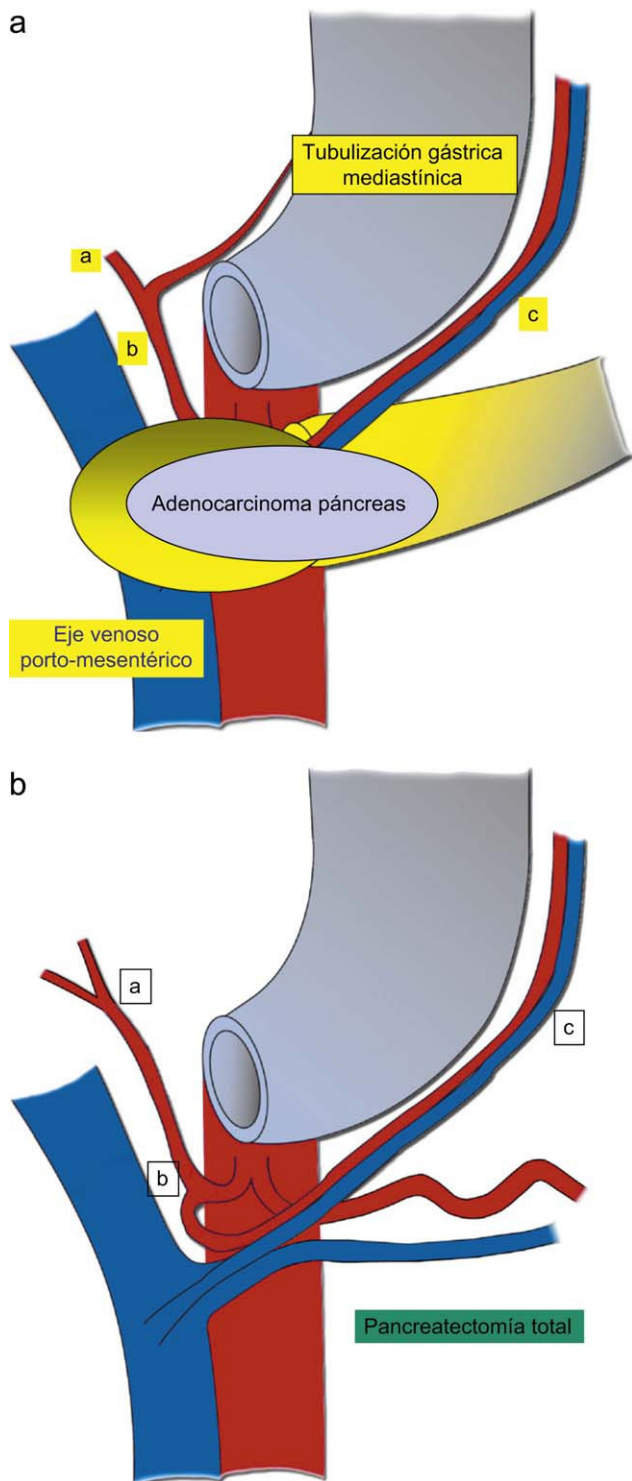 a
Tubulización gástrica
mediastínica
a
b
c
Adenocarcinoma páncreas
Eje venoso
porto-mesentérico
b
a
c
b
Pancreatectomía total